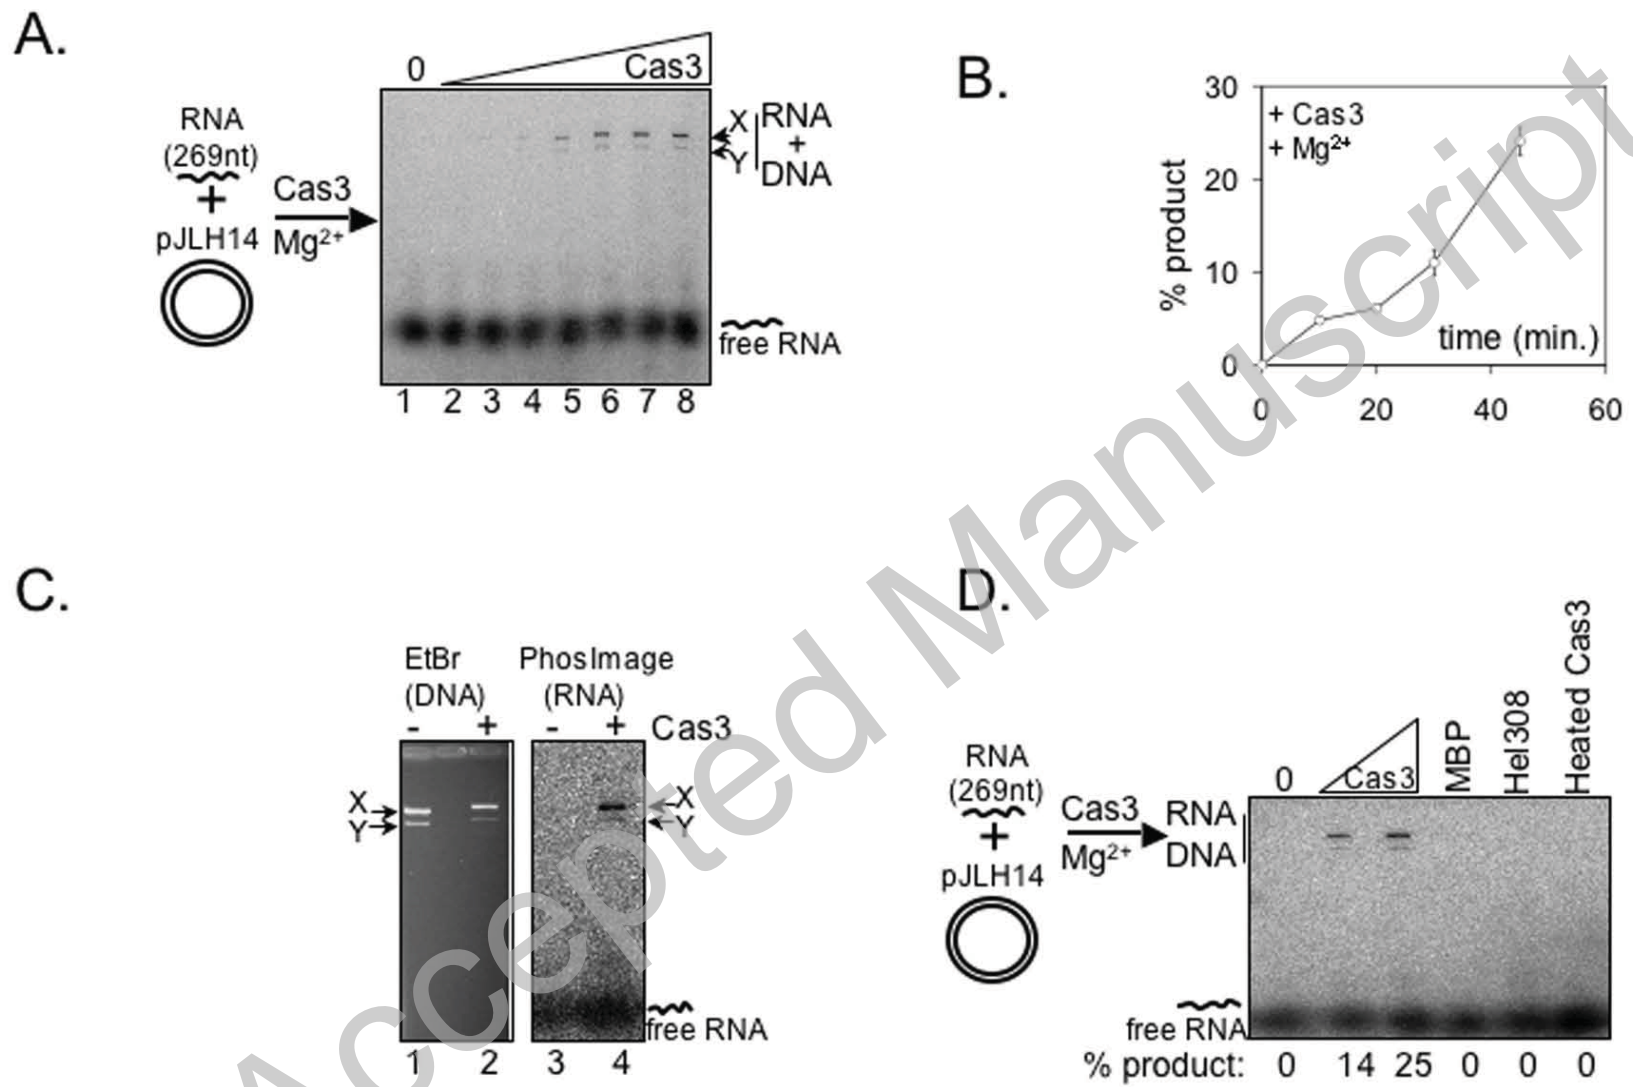 A.
0
Cas3
RNA
(269nt)
+
pJLH14
Cas3
Mg²⁺
X
Y
RNA
+
DNA
free RNA
1 2 3 4 5 6 7 8
B.
30
20
10
0
% product
+ Cas3
+ Mg²⁺
time (min.)
0 20 40 60
C.
EtBr
(DNA)
PhosImage
(RNA)
- + - + Cas3
X
Y
X
Y
free RNA
1 2 3 4
D.
RNA
(269nt)
+
pJLH14
Cas3
Mg²⁺
0
Cas3
MBP
Hel308
Heated Cas3
RNA
DNA
free RNA
% product: 0 14 25 0 0 0
Accepted Manuscript